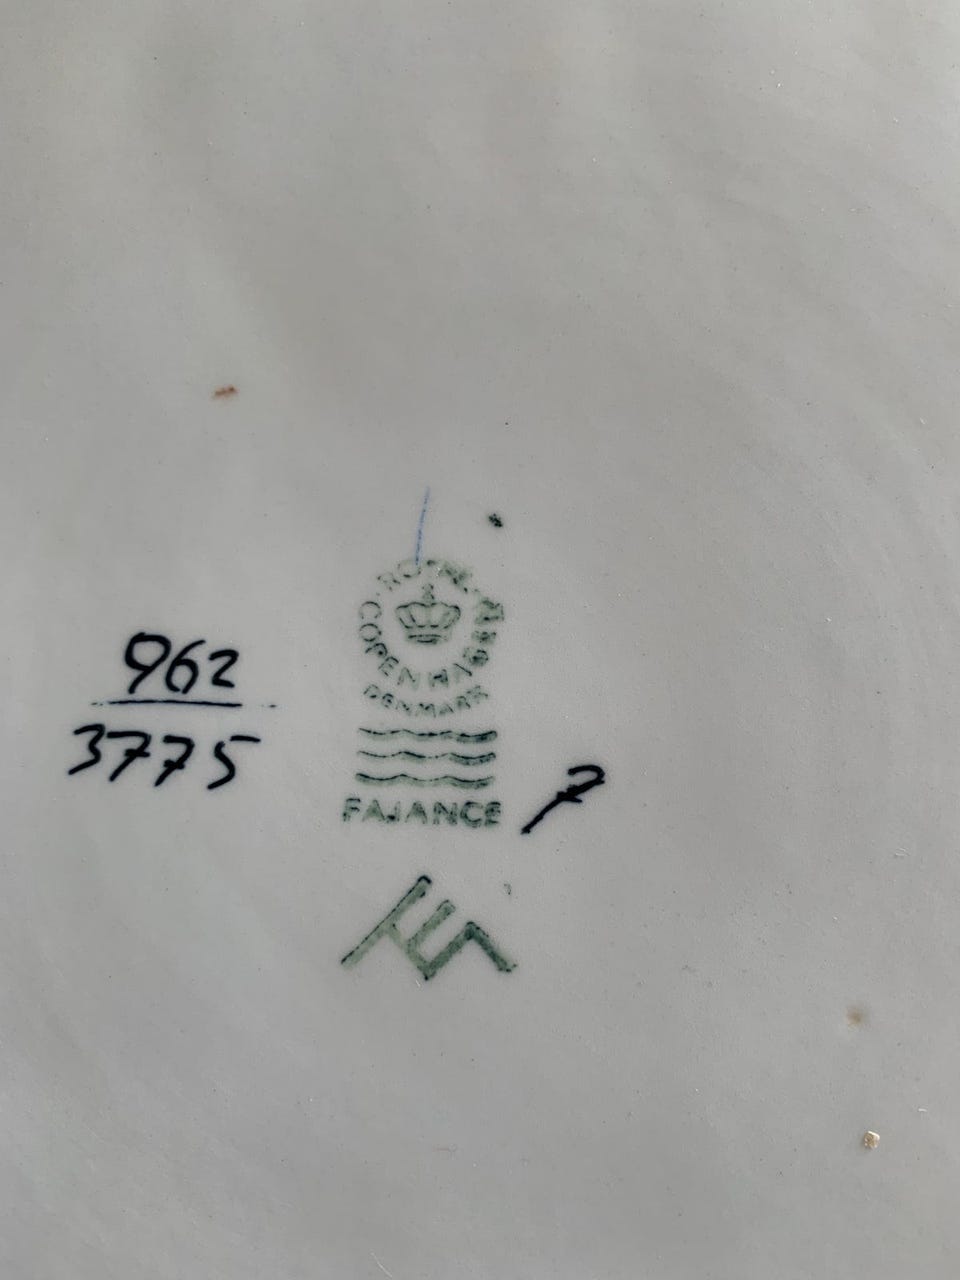 ROYAL
COPENHAGEN
DENMARK
FAJANCE
962
3775